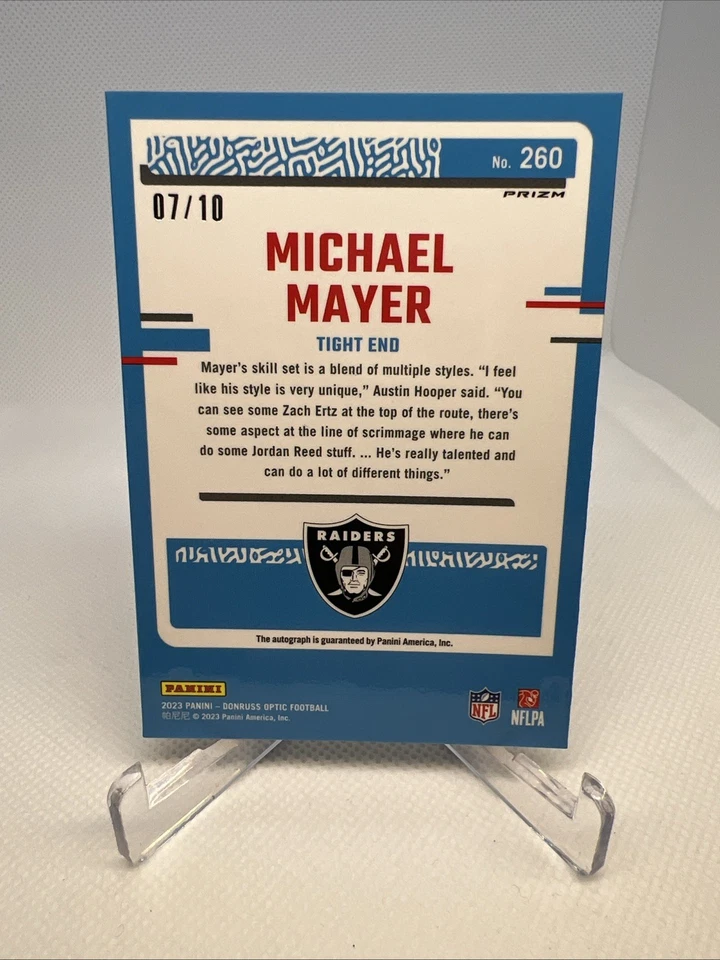 No. 260
PRIZM
07/10
MICHAEL
MAYER
TIGHT END
Mayer's skill set is a blend of multiple styles. “I feel
like his style is very unique,” Austin Hooper said. “You
can see some Zach Ertz at the top of the route, there's
some aspect at the line of scrimmage where he can
do some Jordan Reed stuff. ... He's really talented and
can do a lot of different things.”
RAIDERS
The autograph is guaranteed by Panini America, Inc.
PANINI
2023 PANINI – DONRUSS OPTIC FOOTBALL
帕尼尼 © 2023 Panini America, Inc.
NFL
NFLPA